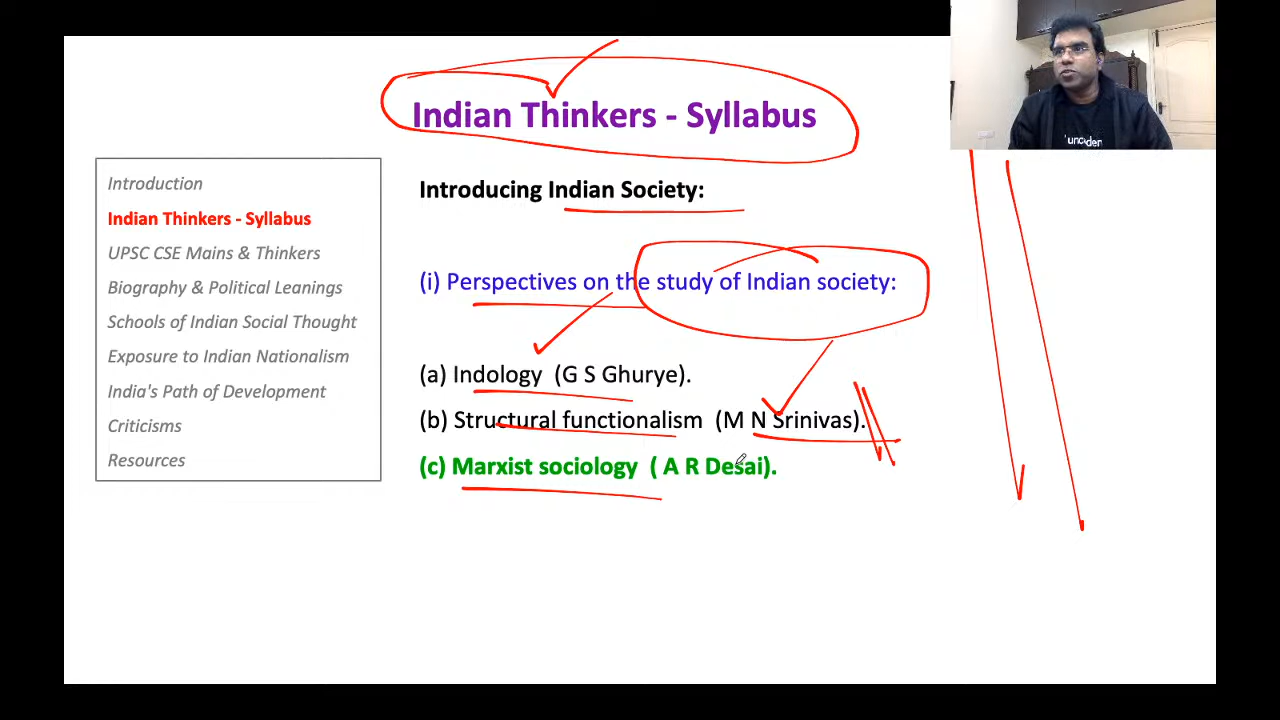 Indian Thinkers - Syllabus
Introduction
Indian Thinkers - Syllabus
UPSC CSE Mains & Thinkers
Biography & Political Leanings
Schools of Indian Social Thought
Exposure to Indian Nationalism
India's Path of Development
Criticisms
Resources
Introducing Indian Society:
(i) Perspectives on the study of Indian society:
(a) Indology (G S Ghurye).
(b) Structural functionalism (M N Srinivas).
(c) Marxist sociology ( A R Desai).